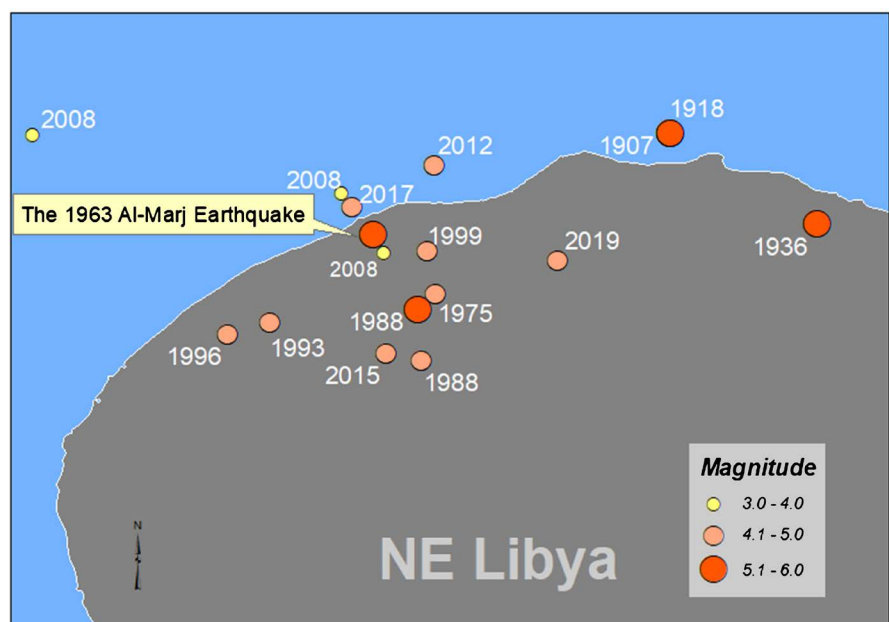 2008
1918
1907
2012
2008
2017
The 1963 Al-Marj Earthquake
1936
1999
2019
2008
1988
1975
1993
1996
2015
1988
Magnitude
3.0 - 4.0
4.1 - 5.0
5.1 - 6.0
N
NE Libya